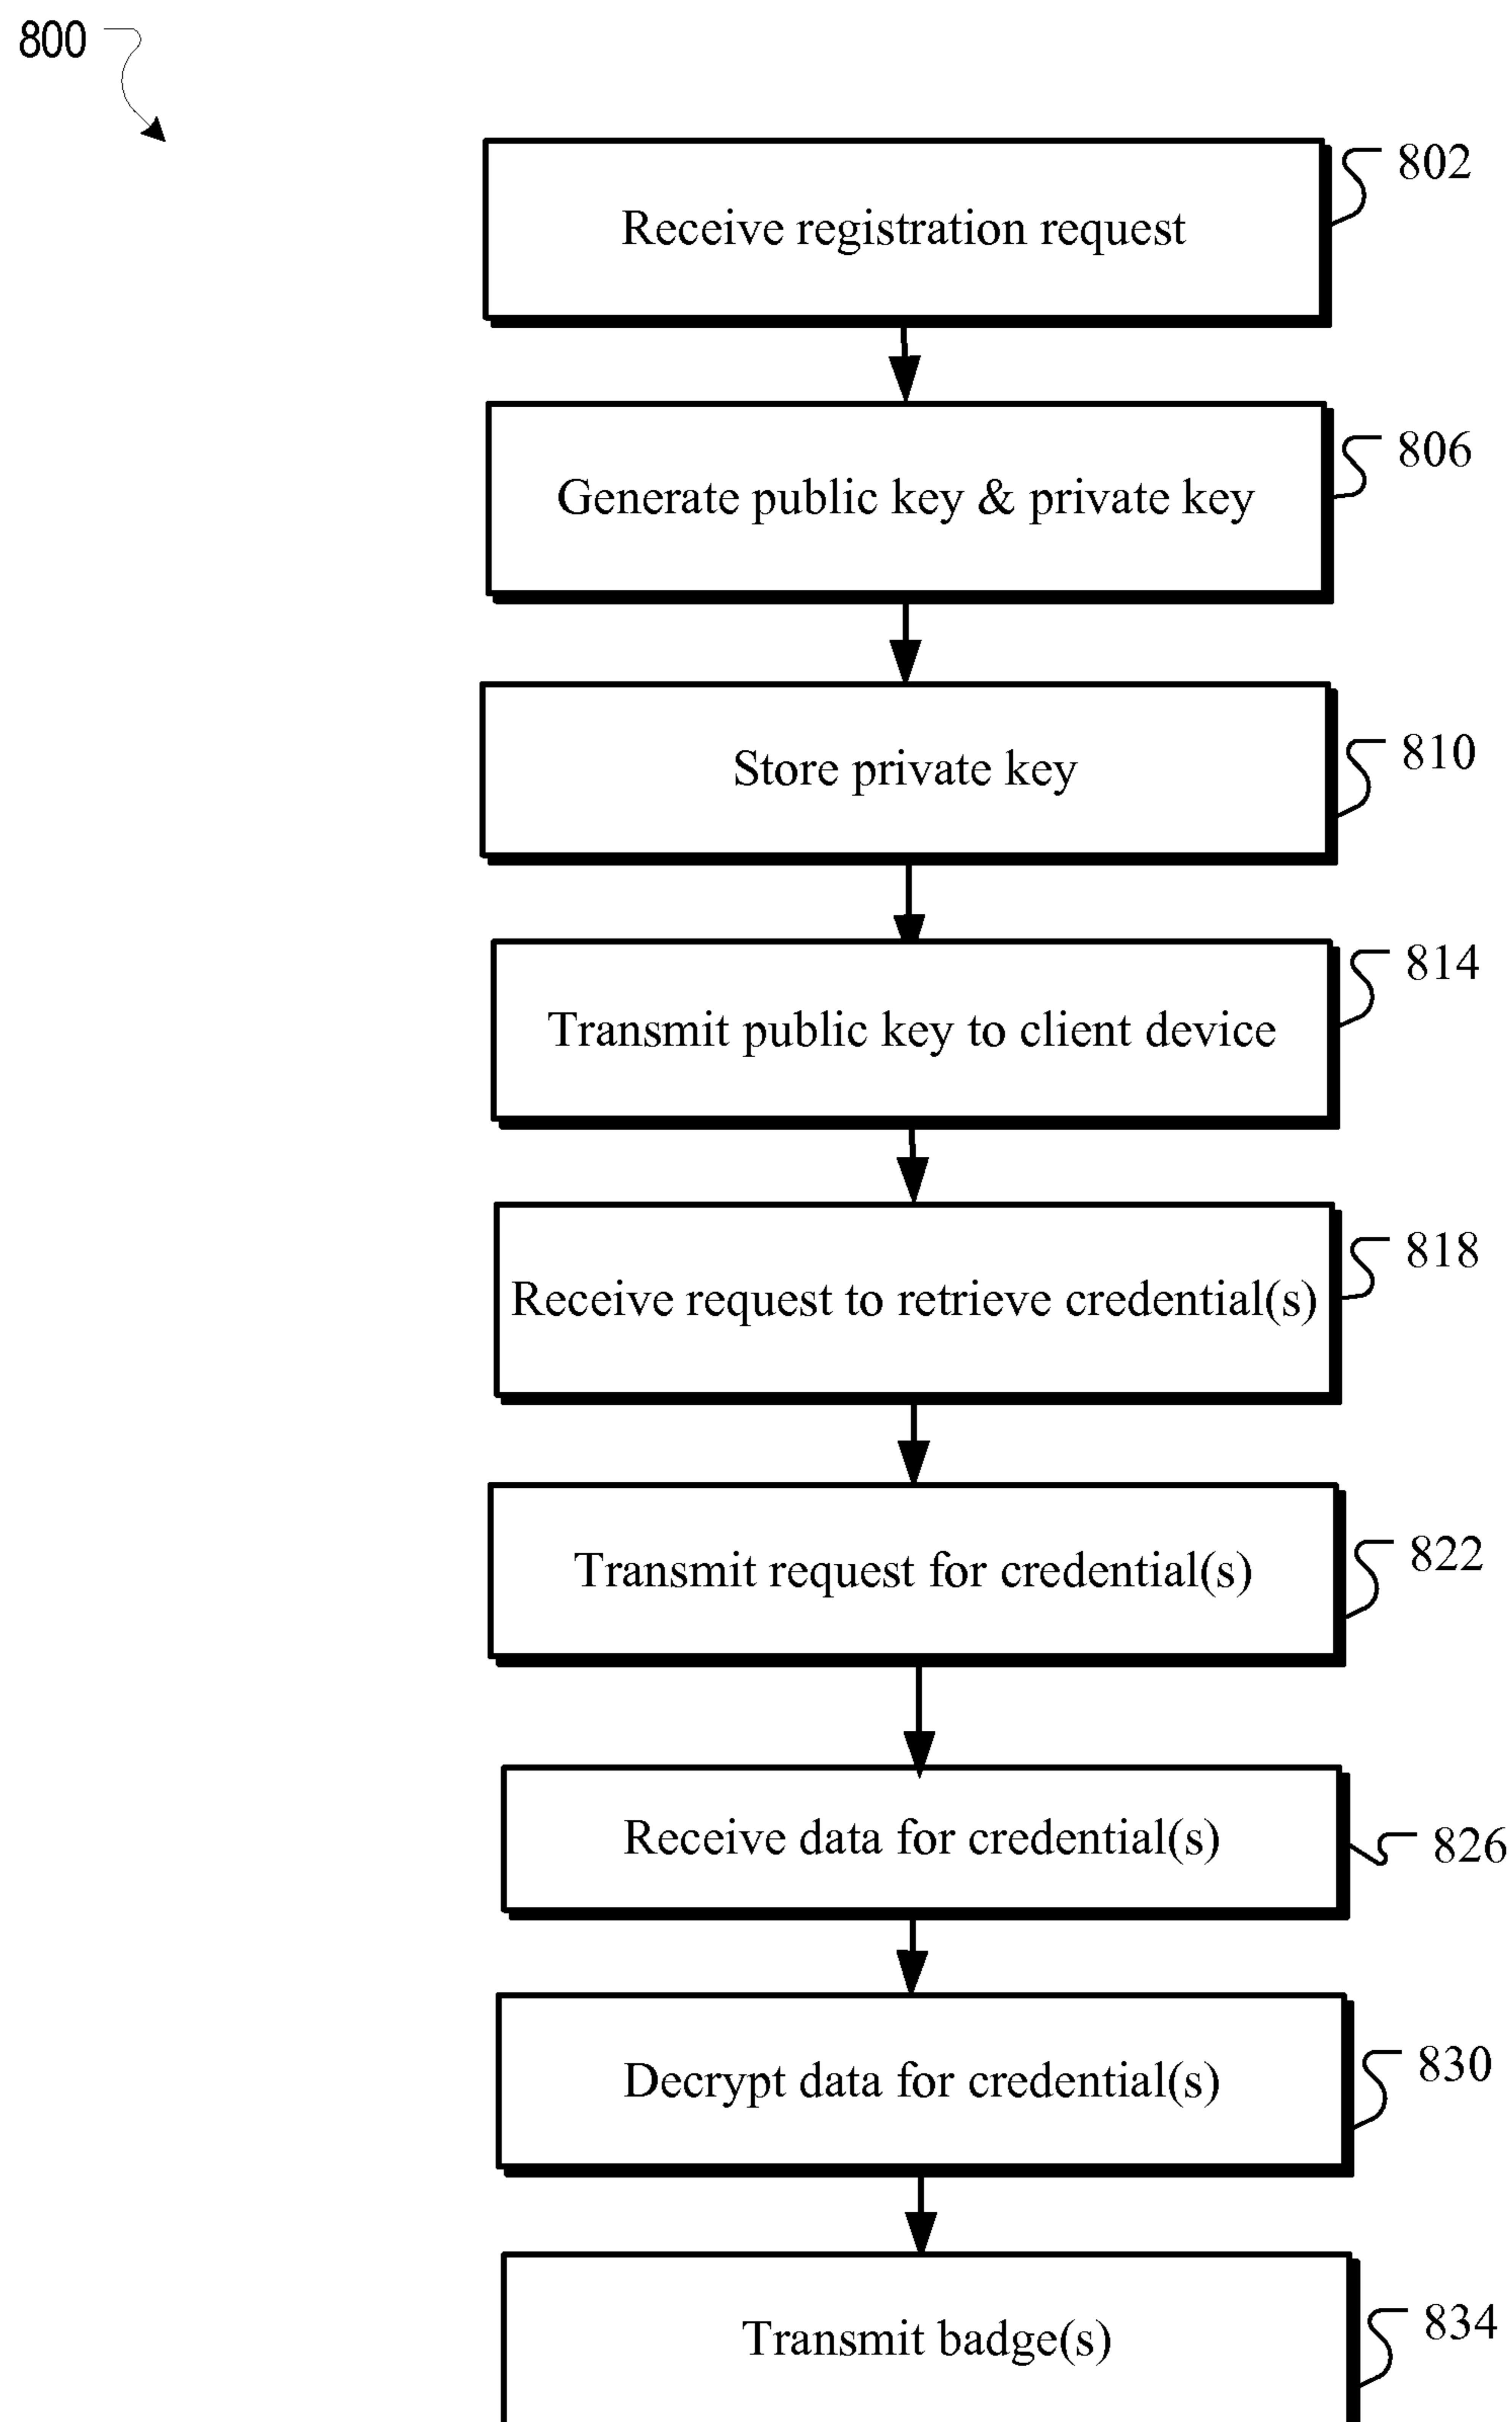 800
802
Receive registration request
806
Generate public key & private key
810
Store private key
814
Transmit public key to client device
818
Receive request to retrieve credential(s)
822
Transmit request for credential(s)
826
Receive data for credential(s)
830
Decrypt data for credential(s)
834
Transmit badge(s)